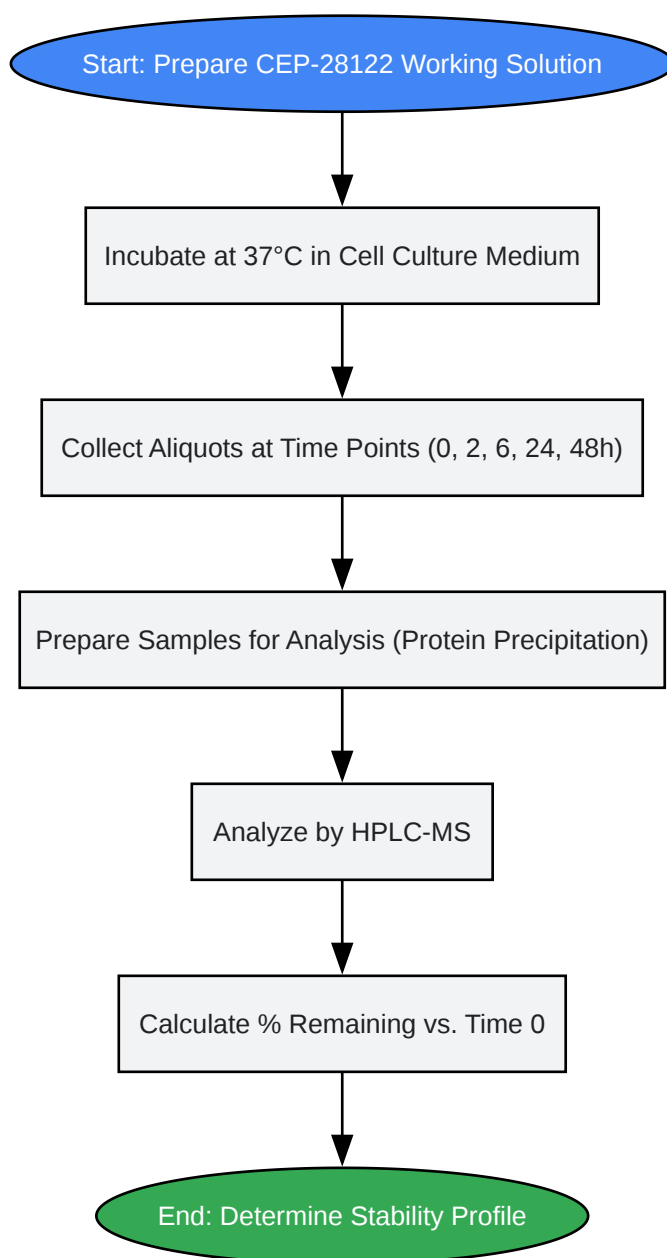 Start: Prepare CEP-28122 Working Solution
Incubate at 37°C in Cell Culture Medium
Collect Aliquots at Time Points (0, 2, 6, 24, 48h)
Prepare Samples for Analysis (Protein Precipitation)
Analyze by HPLC-MS
Calculate % Remaining vs. Time 0
End: Determine Stability Profile